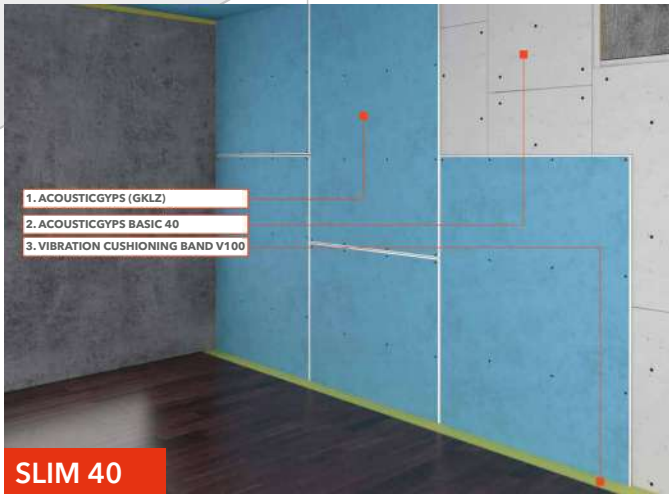 1. ACOUSTICGYPS (GKLZ)
2. ACOUSTICGYPS BASIC 40
3. VIBRATION CUSHIONING BAND V100
SLIM 40